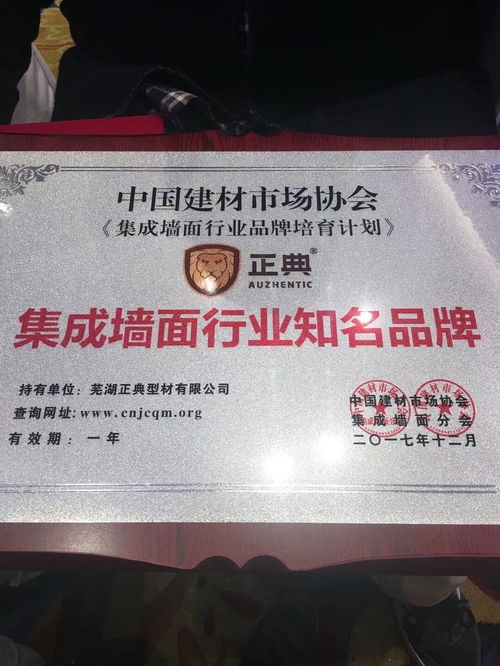 中国建材市场协会
《集成墙面行业品牌培育计划》
正典®
AUZHENTIC
集成墙面行业知名品牌
持有单位：芜湖正典型材有限公司
查询网址：www.cnjcqm.org
有效期：一年
中国建材市场协会
集成墙面分会
二〇一七年十二月